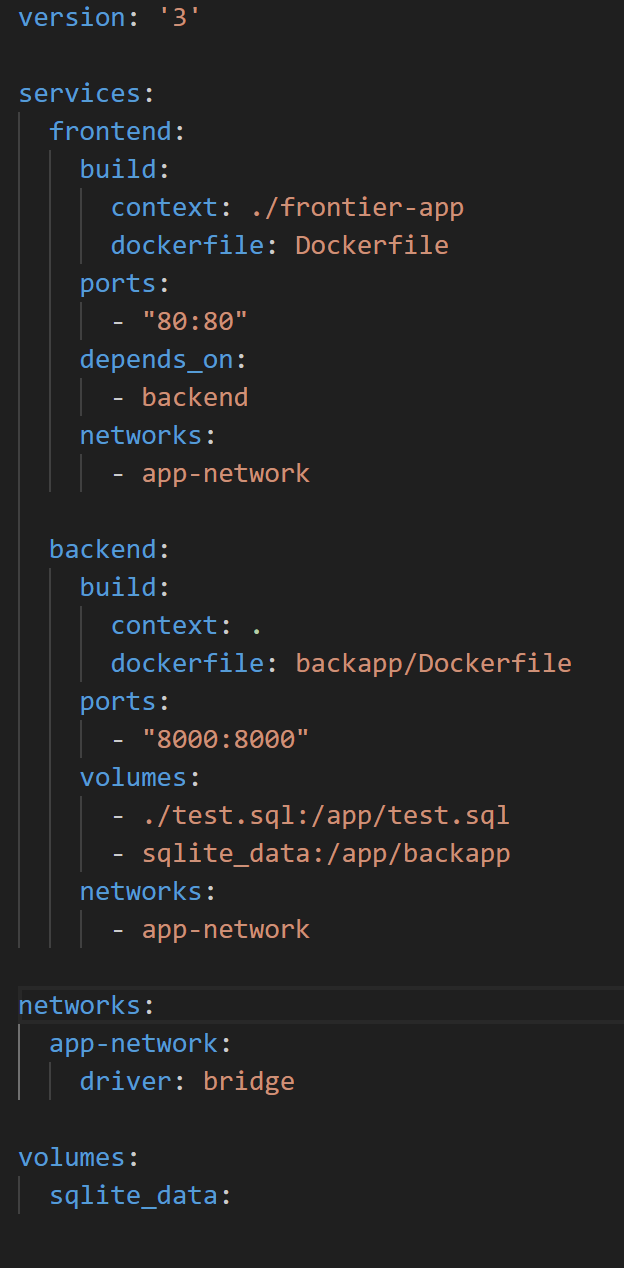 version: '3'

services:
  frontend:
    build:
      context: ./frontier-app
      dockerfile: Dockerfile
    ports:
      - "80:80"
    depends_on:
      - backend
    networks:
      - app-network

  backend:
    build:
      context: .
      dockerfile: backapp/Dockerfile
    ports:
      - "8000:8000"
    volumes:
      - ./test.sql:/app/test.sql
      - sqlite_data:/app/backapp
    networks:
      - app-network

networks:
  app-network:
    driver: bridge

volumes:
  sqlite_data: